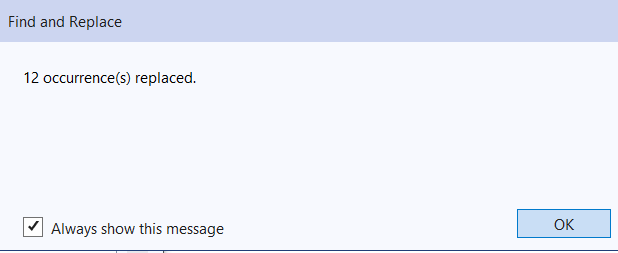 Find and Replace
12 occurrence(s) replaced.
Always show this message
OK